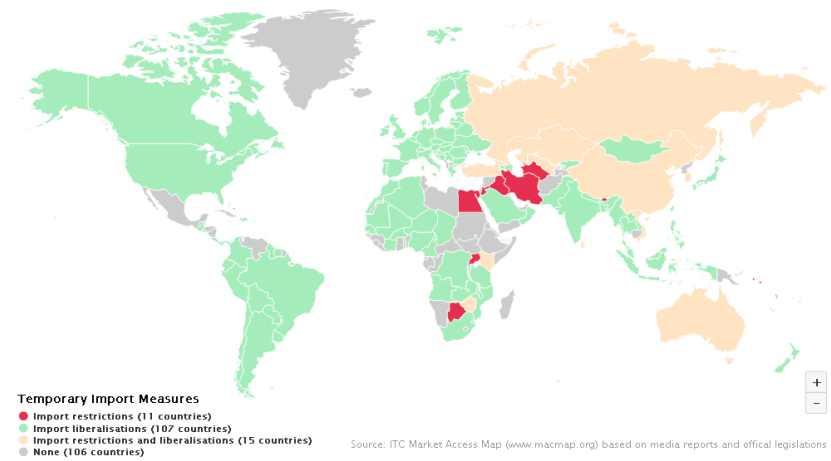 +
−
Temporary Import Measures
Import restrictions (11 countries)
Import liberalisations (107 countries)
Import restrictions and liberalisations (15 countries)
None (106 countries)
Source: ITC Market Access Map (www.macmap.org) based on media reports and offical legislations